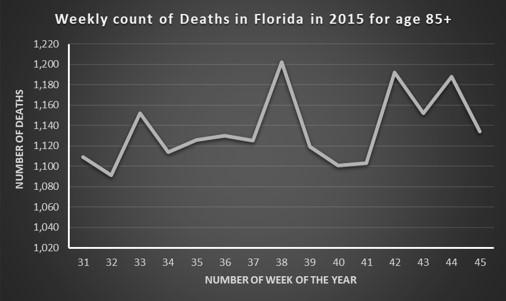 Weekly count of Deaths in Florida in 2015 for age 85+
NUMBER OF DEATHS
1,220
1,200
1,180
1,160
1,140
1,120
1,100
1,080
1,060
1,040
1,020
31 32 33 34 35 36 37 38 39 40 41 42 43 44 45
NUMBER OF WEEK OF THE YEAR